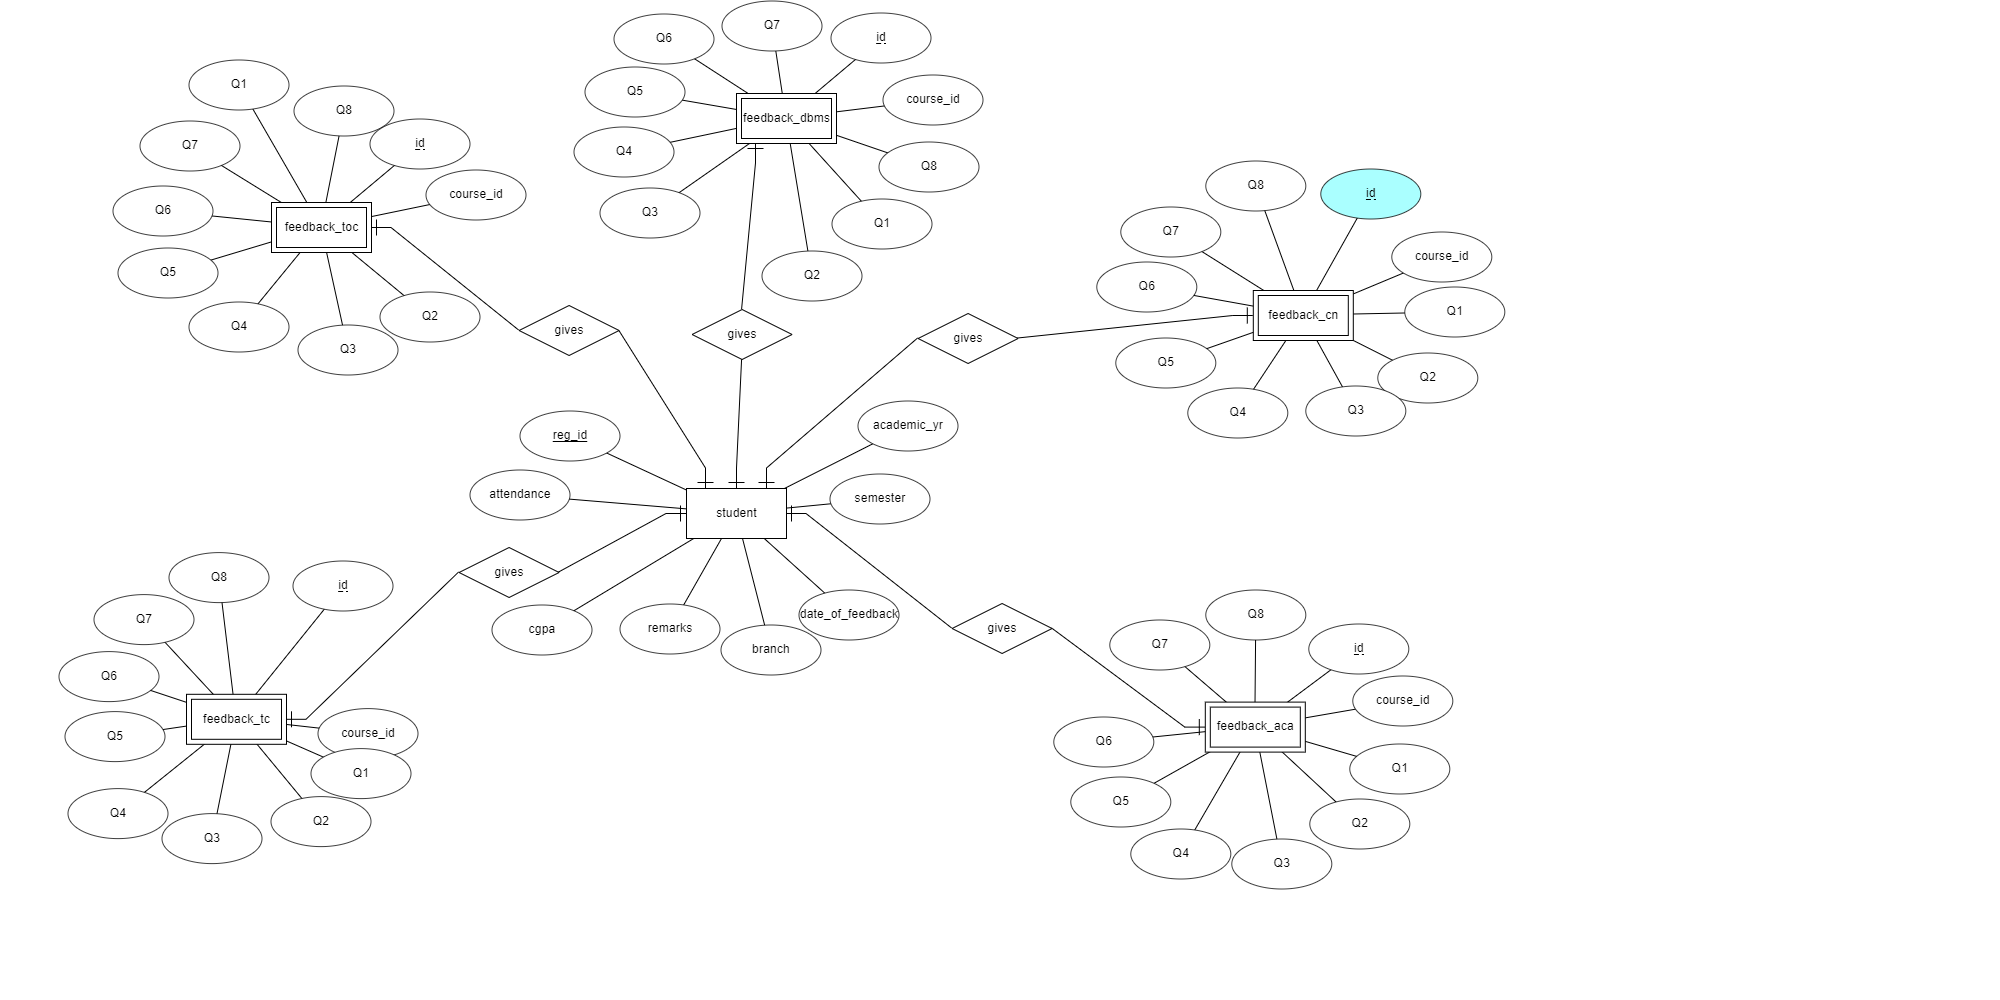 Q7
id
Q6
Q5
course_id
feedback_dbms
Q4
Q8
Q3
Q1
Q2
Q1
Q8
Q7
id
course_id
Q6
feedback_toc
Q5
Q2
Q4
Q3
Q8
id
Q7
course_id
Q6
Q1
feedback_cn
Q5
Q2
Q4
Q3
gives
gives
gives
academic_yr
reg_id
attendance
semester
student
gives
cgpa
remarks
date_of_feedback
branch
gives
Q8
id
Q7
Q6
feedback_tc
Q5
course_id
Q1
Q4
Q2
Q3
Q8
Q7
id
course_id
feedback_aca
Q6
Q1
Q5
Q2
Q4
Q3